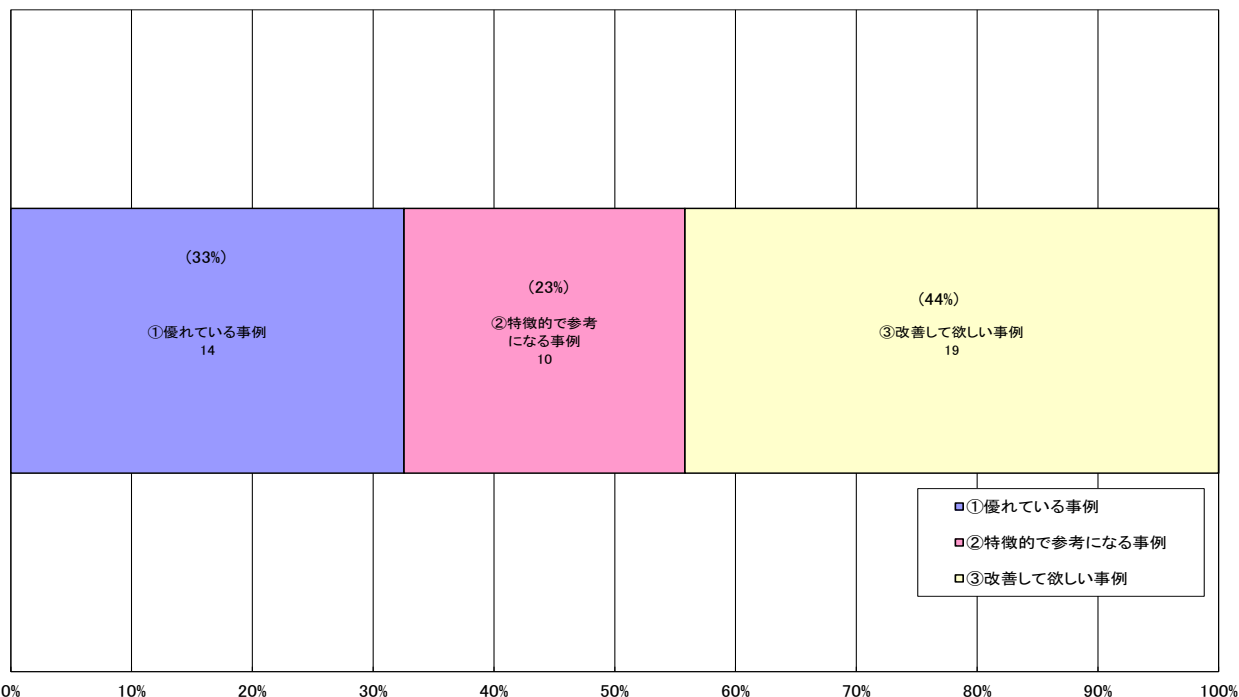 （33%）
①優れている事例
14
（23%）
②特徴的で参考
になる事例
10
（44%）
③改善して欲しい事例
19
①優れている事例
②特徴的で参考になる事例
③改善して欲しい事例
0% 10% 20% 30% 40% 50% 60% 70% 80% 90% 100%